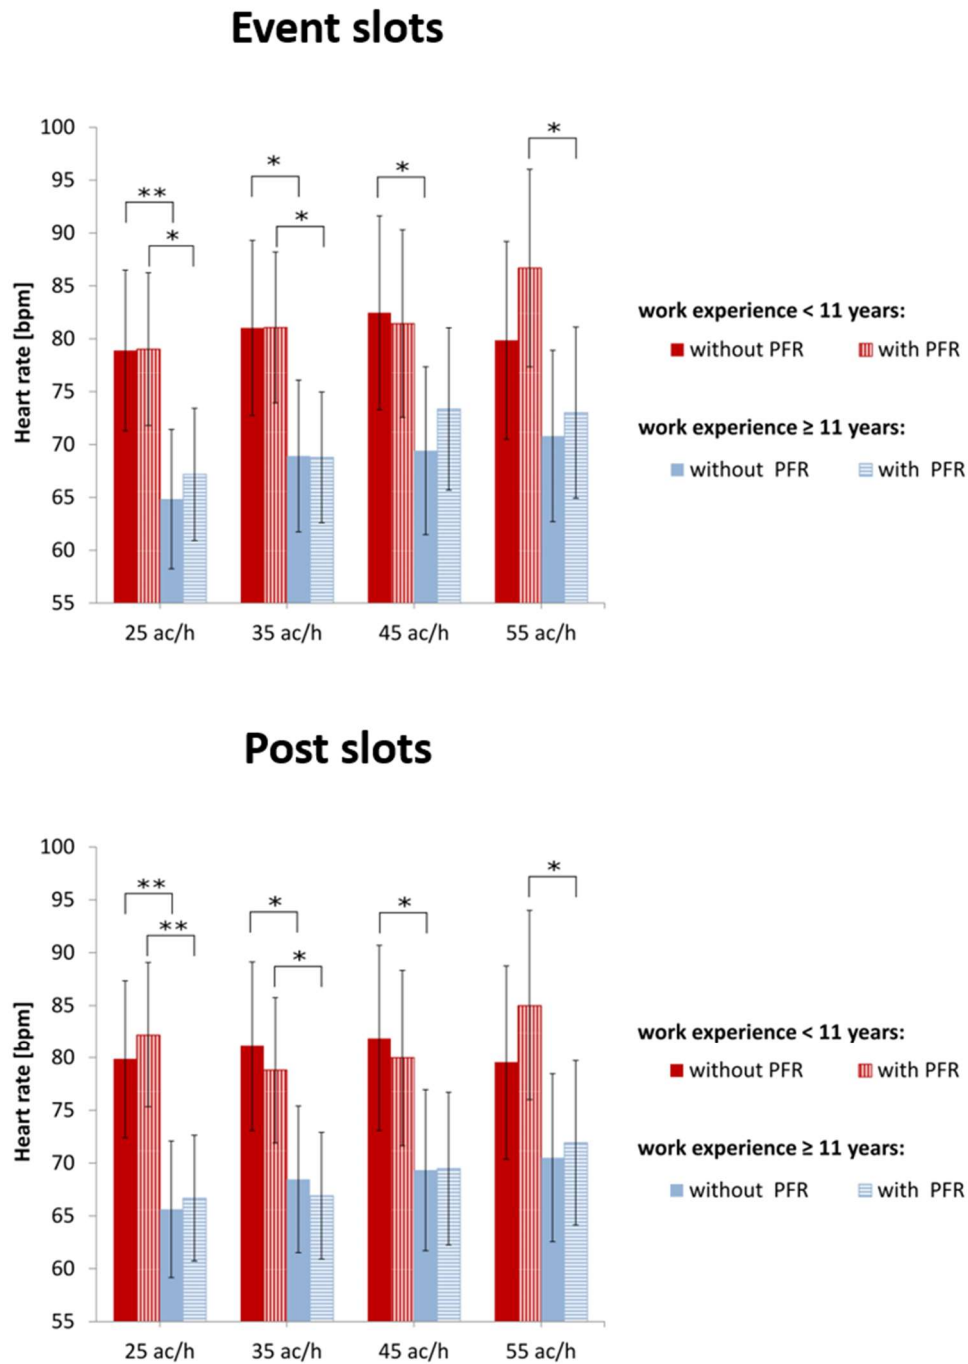 Event slots
100
95
90
85
80
75
70
65
60
55
Heart rate [bpm]
**
*
*
*
*
*
25 ac/h 35 ac/h 45 ac/h 55 ac/h
work experience < 11 years:
without PFR with PFR
work experience ≥ 11 years:
without PFR with PFR
Post slots
100
95
90
85
80
75
70
65
60
55
Heart rate [bpm]
**
**
*
*
*
*
25 ac/h 35 ac/h 45 ac/h 55 ac/h
work experience < 11 years:
without PFR with PFR
work experience ≥ 11 years:
without PFR with PFR